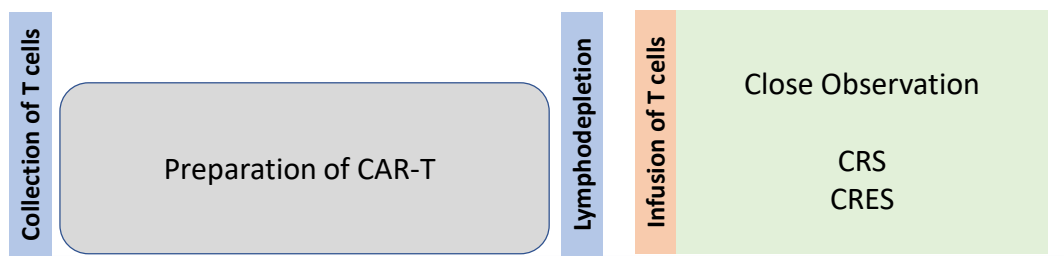 Collection of T cells
Preparation of CAR-T
Lymphodepletion
Infusion of T cells
Close Observation
CRS
CRES